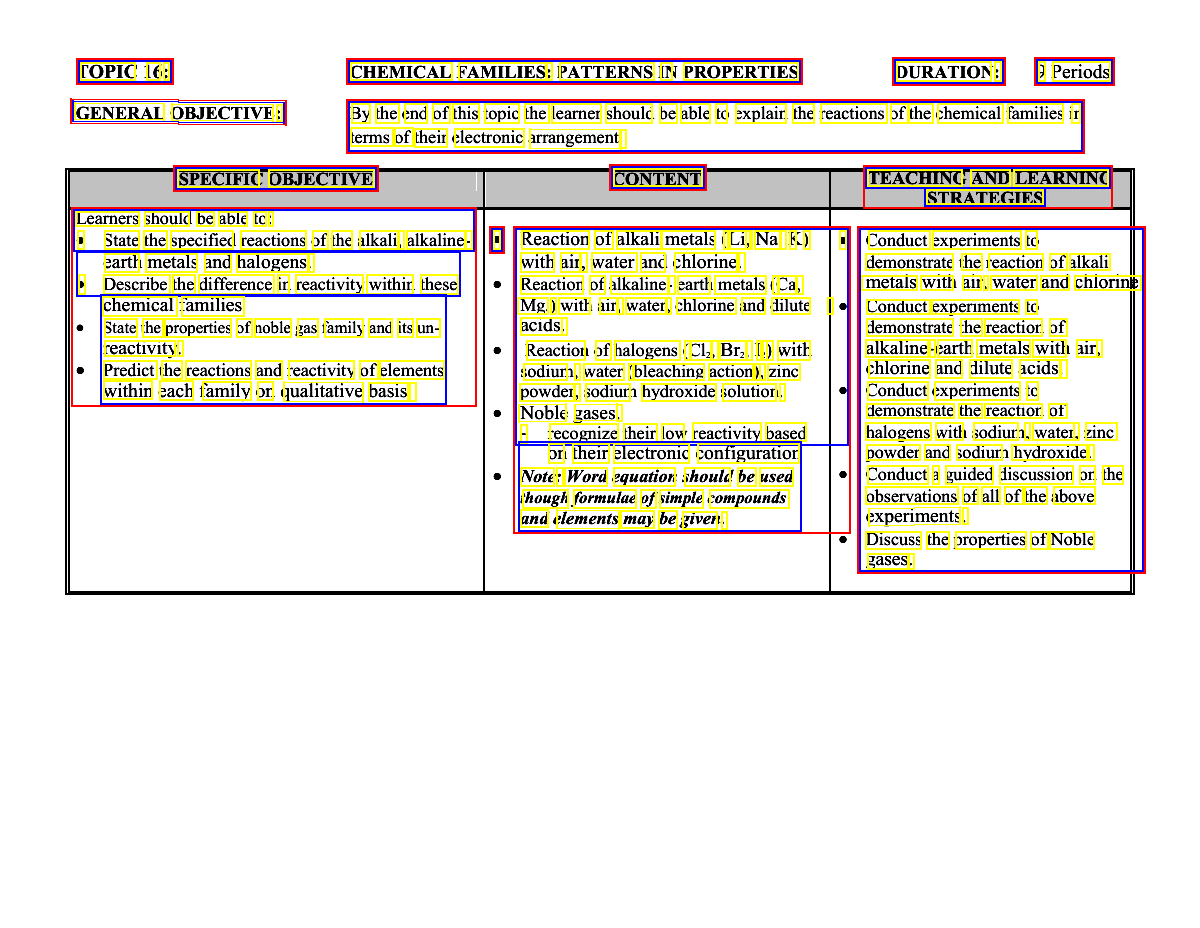 TOPIC 16: CHEMICAL FAMILIES: PATTERNS IN PROPERTIES DURATION: 9 Periods
GENERAL OBJECTIVE: By the end of this topic the learner should be able to explain the reactions of the chemical families in
terms of their electronic arrangement.
SPECIFIC OBJECTIVE
Learners should be able to:
• State the specified reactions of the alkali, alkaline-
earth metals and halogens.
• Describe the difference in reactivity within these
chemical families
• State the properties of noble gas family and its un-
reactivity.
• Predict the reactions and reactivity of elements
within each family on qualitative basis.
CONTENT
• Reaction of alkali metals (Li, Na, K)
with air, water and chlorine.
• Reaction of alkaline- earth metals (Ca,
Mg,) with air, water, chlorine and dilute
acids.
• Reaction of halogens (Cl₂, Br₂, I,) with
sodium, water (bleaching action), zinc
powder, sodium hydroxide solution.
• Noble gases.
- recognize their low reactivity based
on their electronic configuration
• Note: Word equation should be used
though formulae of simple compounds
and elements may be given.
TEACHING AND LEARNING
STRATEGIES
• Conduct experiments to
demonstrate the reaction of alkali
metals with air, water and chlorine
• Conduct experiments to
demonstrate the reaction of
alkaline-earth metals with air,
chlorine and dilute acids
• Conduct experiments to
demonstrate the reaction of
halogens with sodium, water, zinc
powder and sodium hydroxide.
• Conduct a guided discussion on the
observations of all of the above
experiments.
• Discuss the properties of Noble
gases.